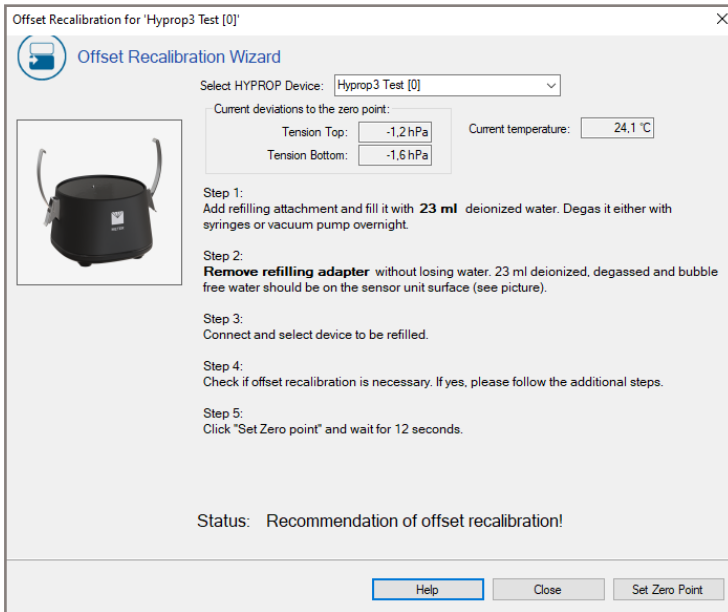 Offset Recalibration for 'Hyprop3 Test [0]'
Offset Recalibration Wizard
Select HYPROP Device: Hyprop3 Test [0]
Current deviations to the zero point:
Tension Top: -1,2 hPa
Current temperature: 24,1 °C
Tension Bottom: -1,6 hPa
Step 1:
Add refilling attachment and fill it with 23 ml deionized water. Degas it either with
syringes or vacuum pump overnight.
Step 2:
Remove refilling adapter without losing water. 23 ml deionized, degassed and bubble
free water should be on the sensor unit surface (see picture).
Step 3:
Connect and select device to be refilled.
Step 4:
Check if offset recalibration is necessary. If yes, please follow the additional steps.
Step 5:
Click "Set Zero point" and wait for 12 seconds.
Status: Recommendation of offset recalibration!
Help Close Set Zero Point